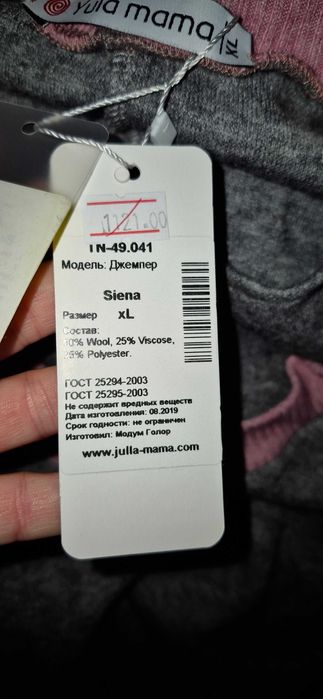 yula mama
XL
1121.00
TN-49.041
Модель: Джемпер
Siena
Размер xL
Состав:
Wool, 25% Viscose,
Polyester.
ГОСТ 25294-2003
ГОСТ 25295-2003
Не содержит вредных веществ
Дата изготовления: 08.2019
Срок годности: не ограничен
Изготовил: Модум Голор
www.julla-mama.com